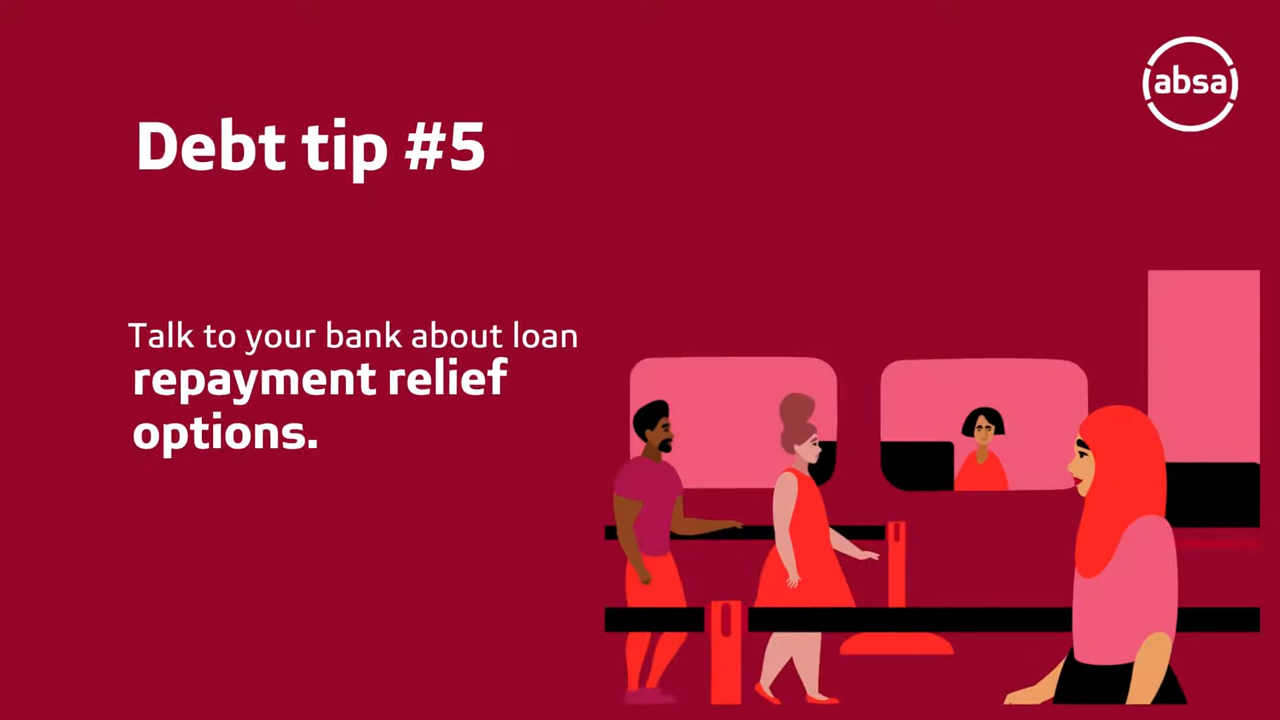 absa
Debt tip #5
Talk to your bank about loan
repayment relief
options.